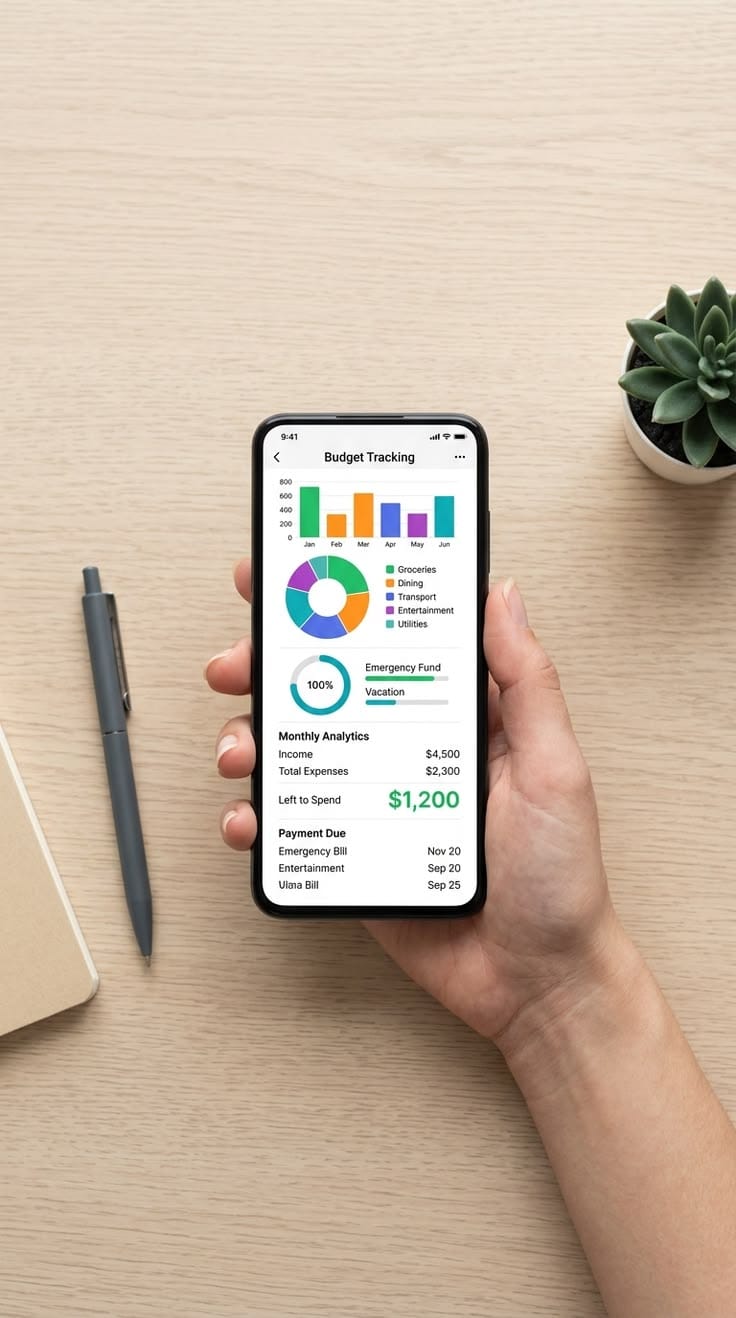 9:41
Budget Tracking
800
600
400
200
0
Jan Feb Mer Apr May Jun
Groceries
Dining
Transport
Entertainment
Utilities
100%
Emergency Fund
Vacation
Monthly Analytics
Income $4,500
Total Expenses $2,300
Left to Spend $1,200
Payment Due
Emergency Bill Nov 20
Entertainment Sep 20
Bill Sep 25